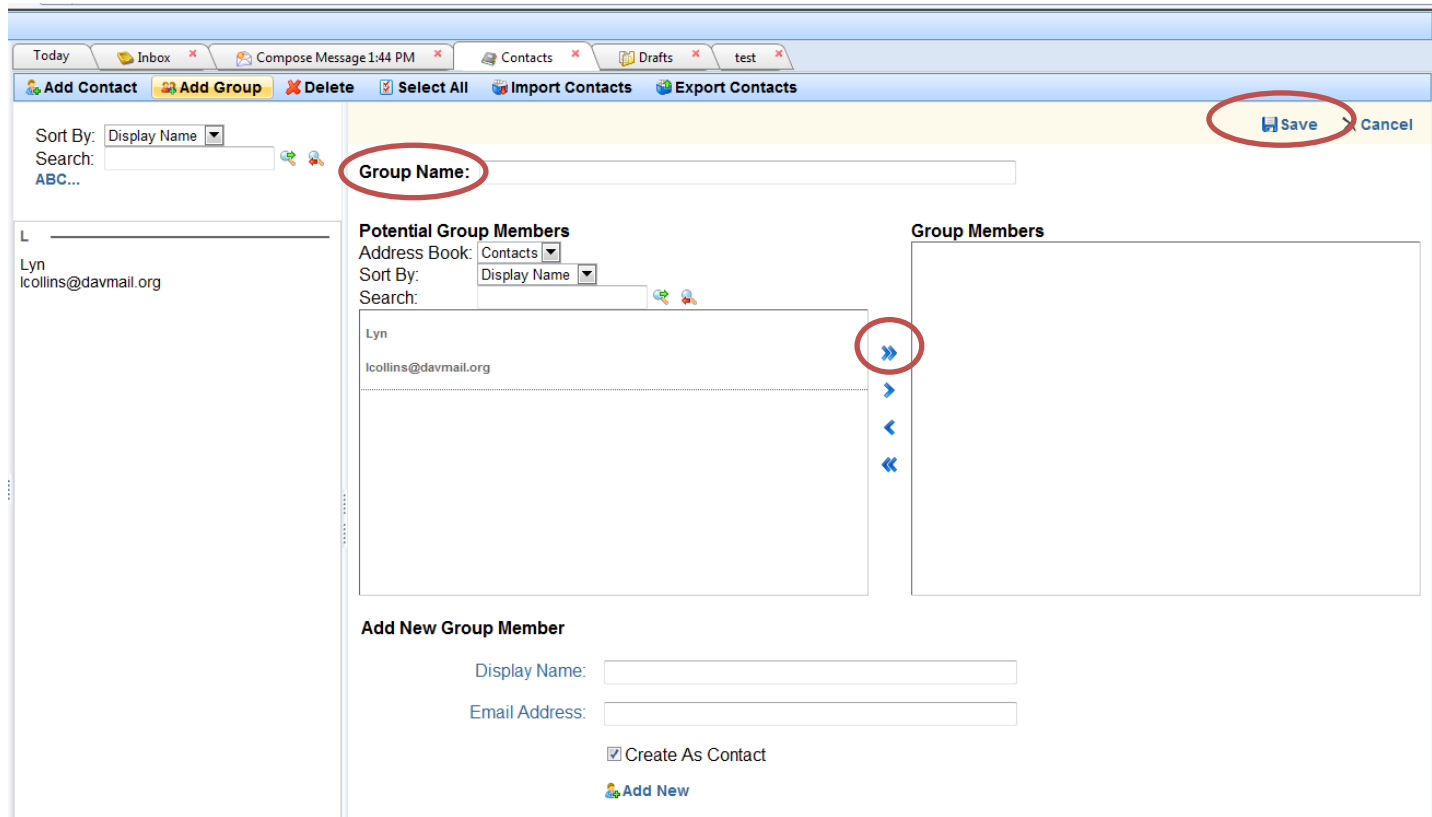 Today Inbox Compose Message 1:44 PM Contacts Drafts test
Add Contact Add Group Delete Select All Import Contacts Export Contacts
Save Cancel
Sort By: Display Name
Search:
ABC...
L
Lyn
lcollins@davmail.org
Group Name:
Potential Group Members
Address Book: Contacts
Sort By: Display Name
Search:
Lyn
lcollins@davmail.org
Group Members
Add New Group Member
Display Name:
Email Address:
Create As Contact
Add New